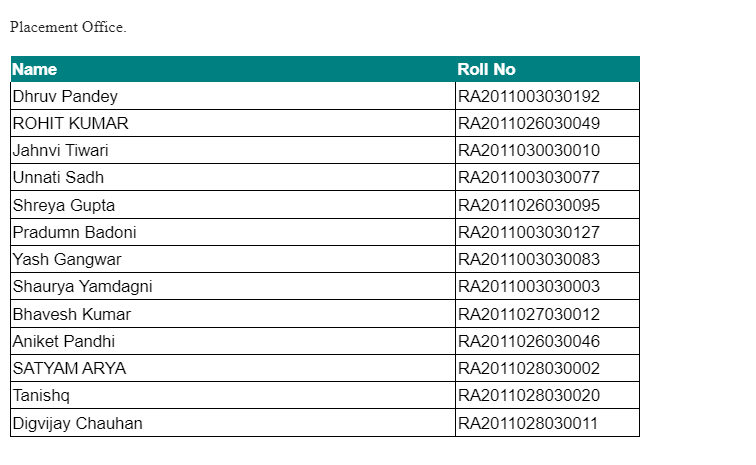 Placement Office.
Name Roll No
Dhruv Pandey RA2011003030192
ROHIT KUMAR RA2011026030049
Jahnvi Tiwari RA2011030030010
Unnati Sadh RA2011003030077
Shreya Gupta RA2011026030095
Pradumn Badoni RA2011003030127
Yash Gangwar RA2011003030083
Shaurya Yamdagni RA2011003030003
Bhavesh Kumar RA2011027030012
Aniket Pandhi RA2011026030046
SATYAM ARYA RA2011028030002
Tanishq RA2011028030020
Digvijay Chauhan RA2011028030011